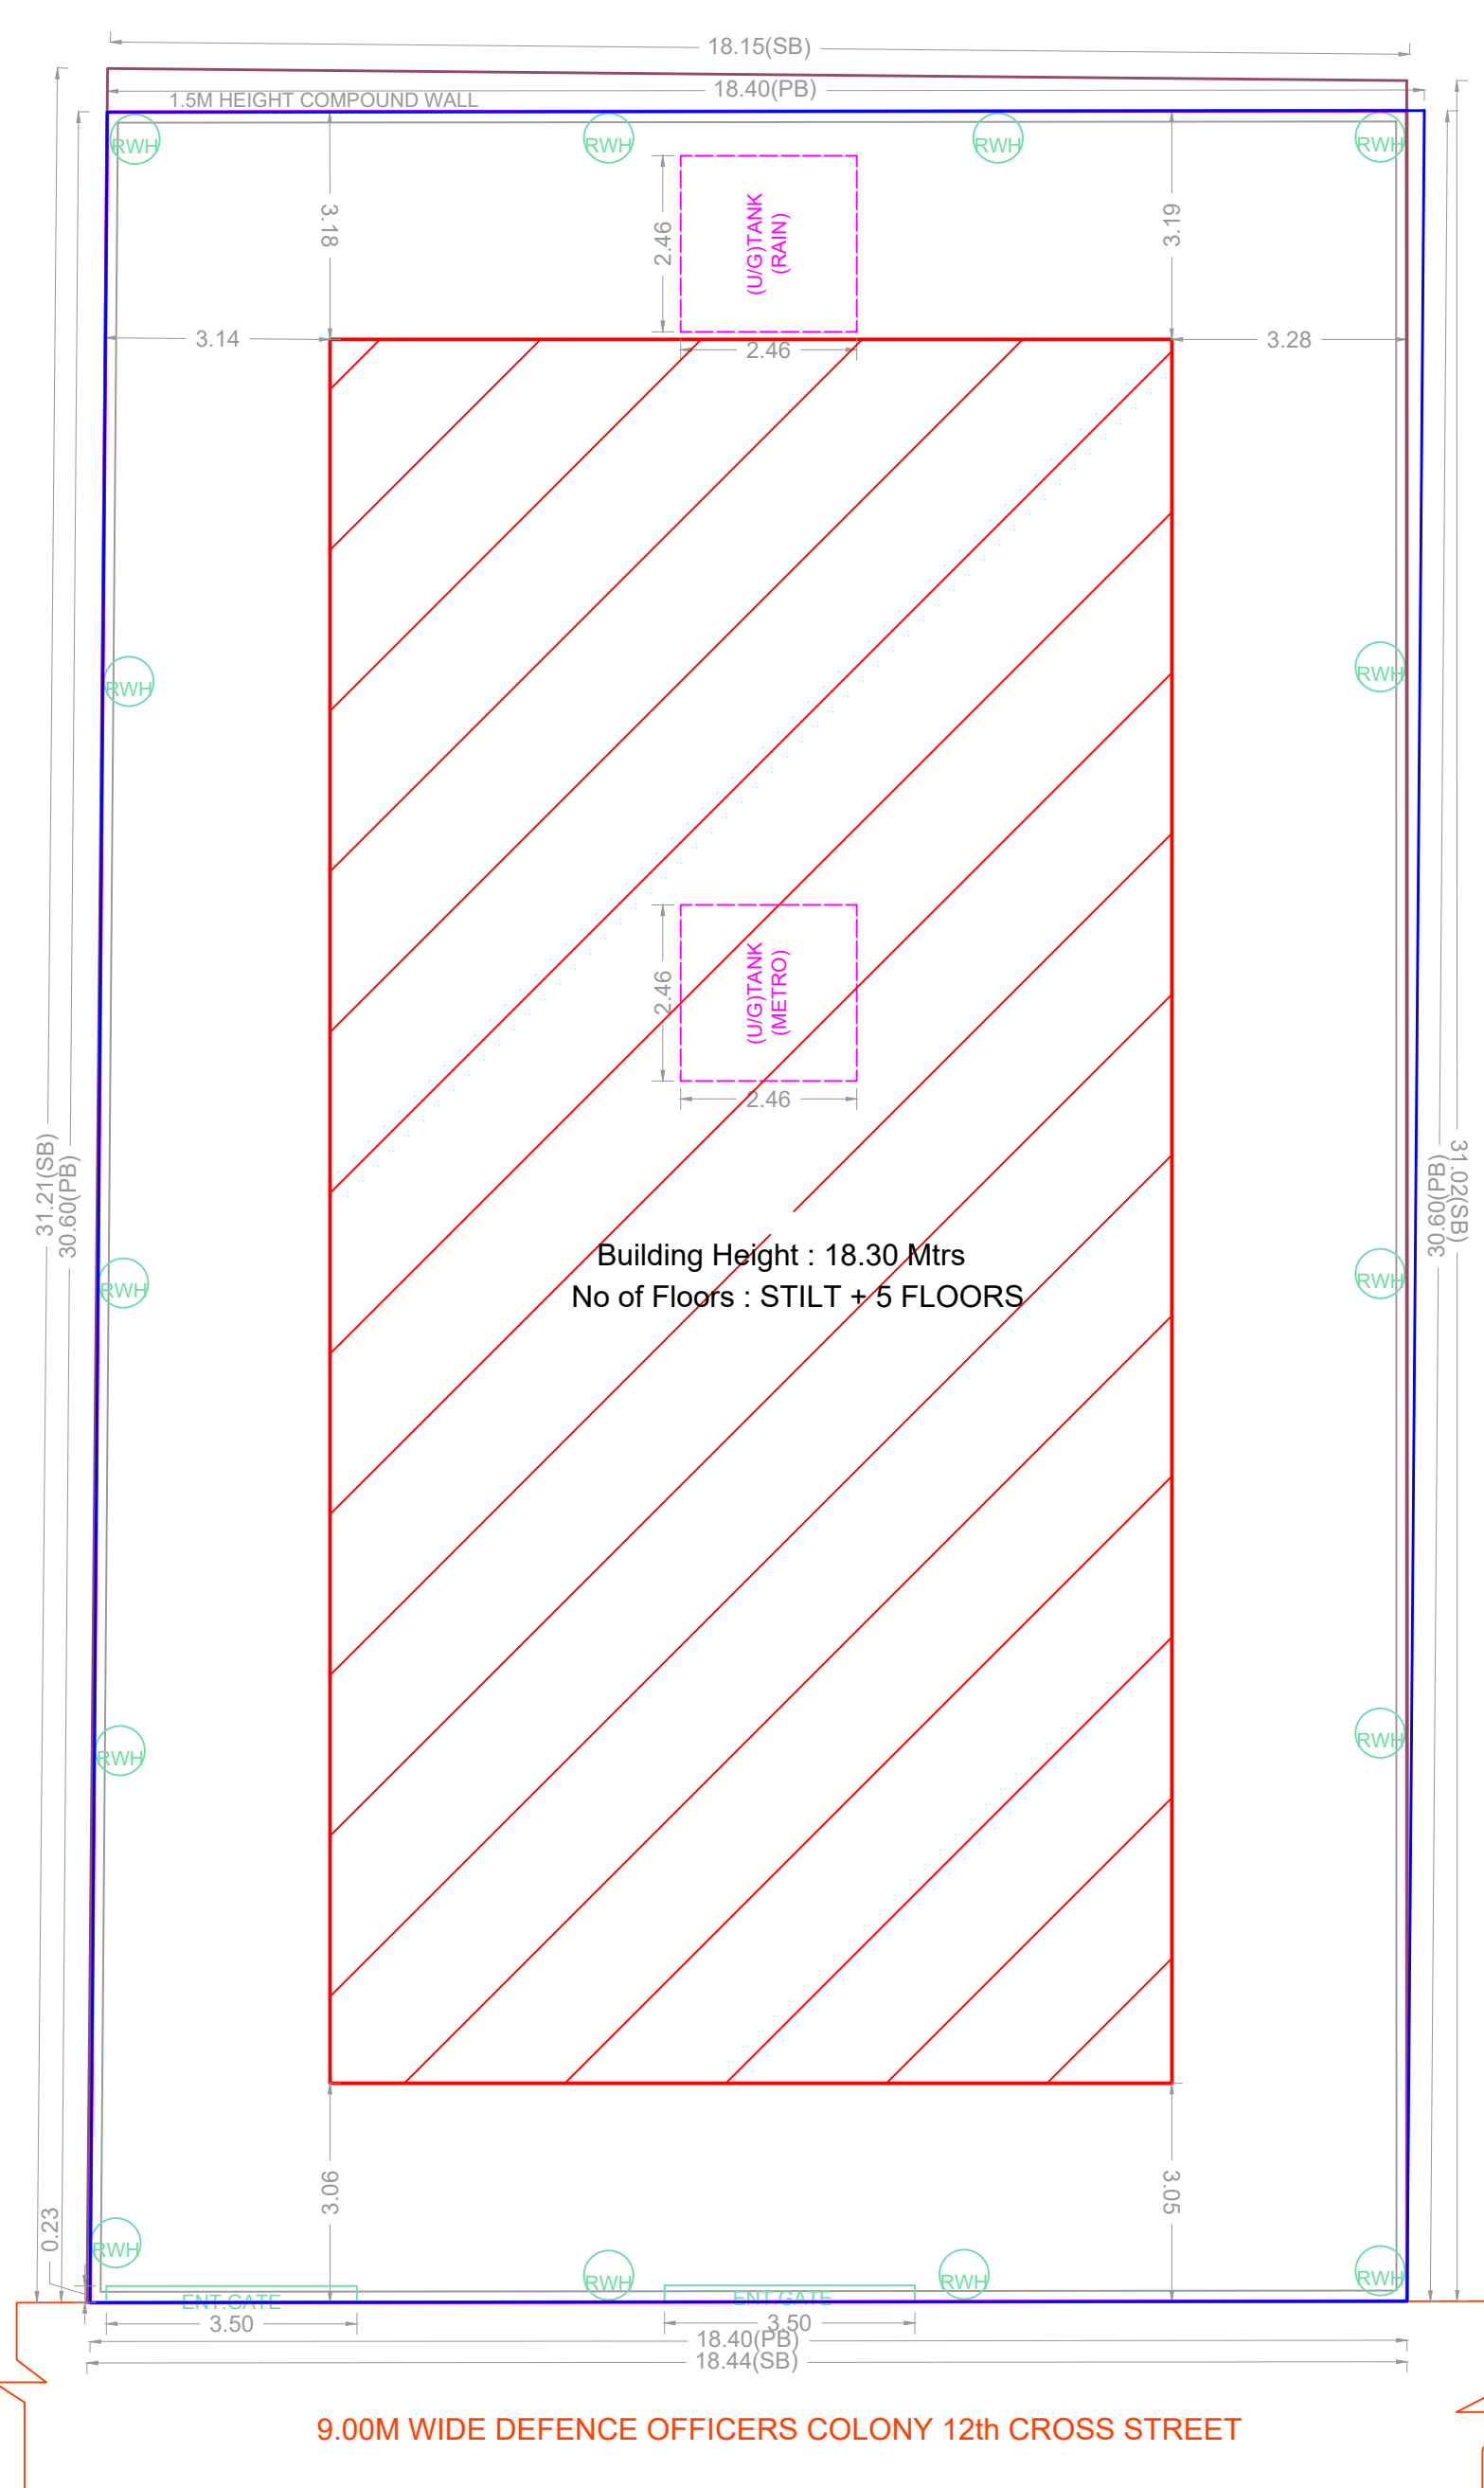 18.15(SB)
18.40(PB)
1.5M HEIGHT COMPOUND WALL
RWH
RWH
RWH
RWH
3.18
2.46
(U/G)TANK
(RAIN)
3.19
3.14
2.46
3.28
RWH
RWH
2.46
(U/G)TANK
(METRO)
2.46
31.21(SB)
30.60(PB)
30.60(PB)
31.02(SB)
Building Height : 18.30 Mtrs
No of Floors : STILT + 5 FLOORS
RWH
RWH
RWH
RWH
3.06
3.05
0.23
RWH
RWH
RWH
RWH
ENT.GATE
ENT.GATE
3.50
3.50
18.40(PB)
18.44(SB)
9.00M WIDE DEFENCE OFFICERS COLONY 12th CROSS STREET